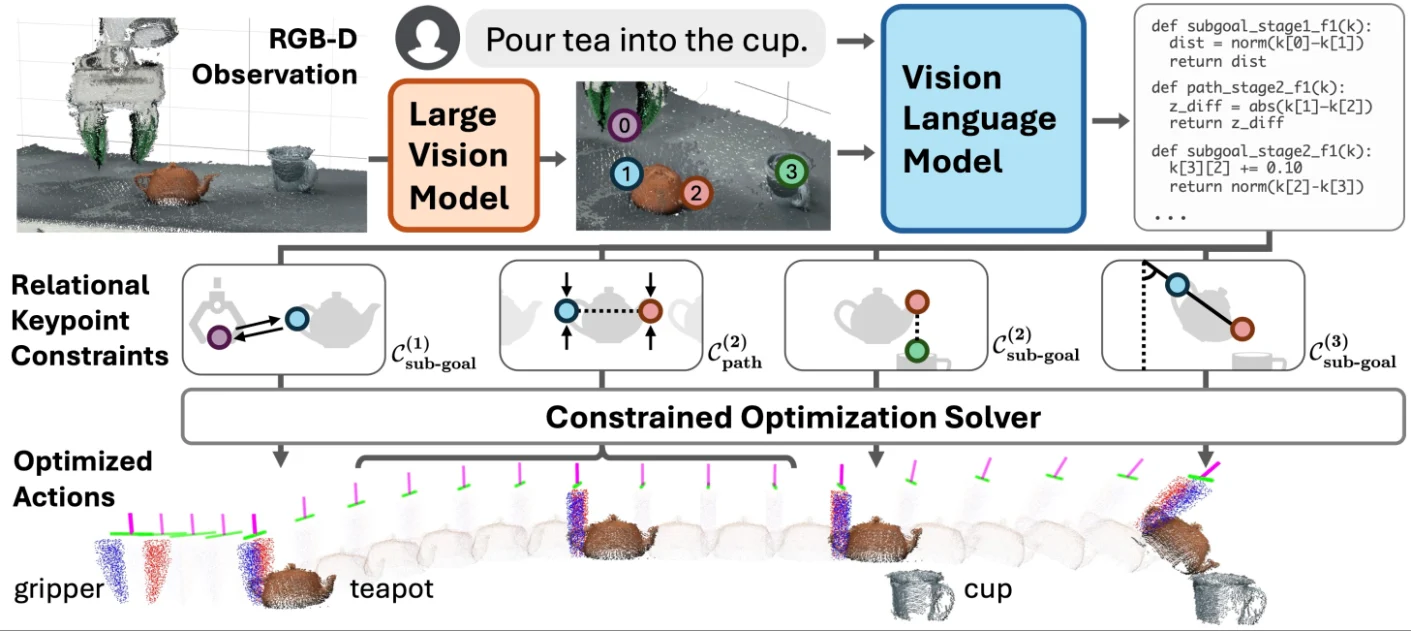 RGB-D
Observation
Pour tea into the cup.
Large
Vision
Model
0
1
2
3
Vision
Language
Model
def subgoal_stage1_f1(k):
dist = norm(k[0]-k[1])
return dist
def path_stage2_f1(k):
z_diff = abs(k[1]-k[2])
return z_diff
def subgoal_stage2_f1(k):
k[3][2] += 0.10
return norm(k[2]-k[3])
...
Relational
Keypoint
Constraints
C(1)sub-goal
C(2)path
C(2)sub-goal
C(3)sub-goal
Constrained Optimization Solver
Optimized
Actions
gripper
teapot
cup